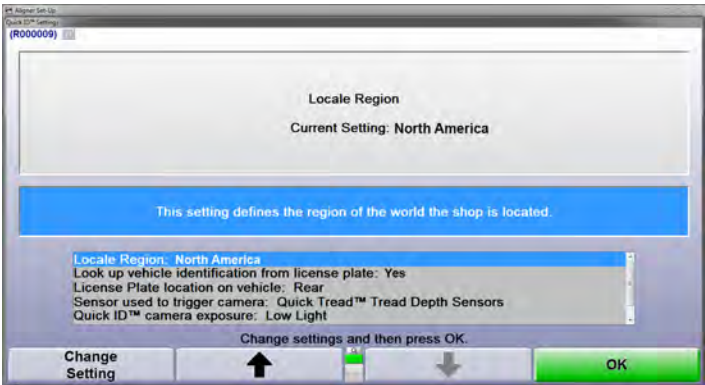 Aligner Set-Up
Quick ID™ Settings
(R000009)
Locale Region
Current Setting: North America
This setting defines the region of the world the shop is located.
Locale Region: North America
Look up vehicle identification from license plate: Yes
License Plate location on vehicle: Rear
Sensor used to trigger camera: Quick Tread™ Tread Depth Sensors
Quick ID™ camera exposure: Low Light
Change settings and then press OK.
Change
Setting
OK